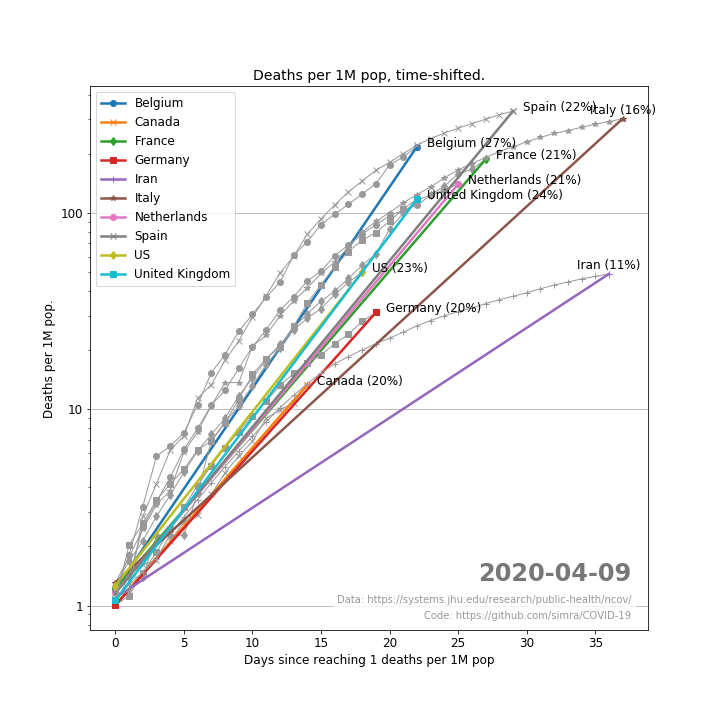 Deaths per 1M pop, time-shifted.
Belgium
Canada
France
Germany
Iran
Italy
Netherlands
Spain
US
United Kingdom
Spain (22%)
Italy (16%)
Belgium (27%)
France (21%)
Netherlands (21%)
United Kingdom (24%)
US (23%)
Iran (11%)
Germany (20%)
Canada (20%)
100
10
1
Deaths per 1M pop.
2020-04-09
Data: https://systems.jhu.edu/research/public-health/ncov/
Code: https://github.com/simra/COVID-19
0 5 10 15 20 25 30 35
Days since reaching 1 deaths per 1M pop